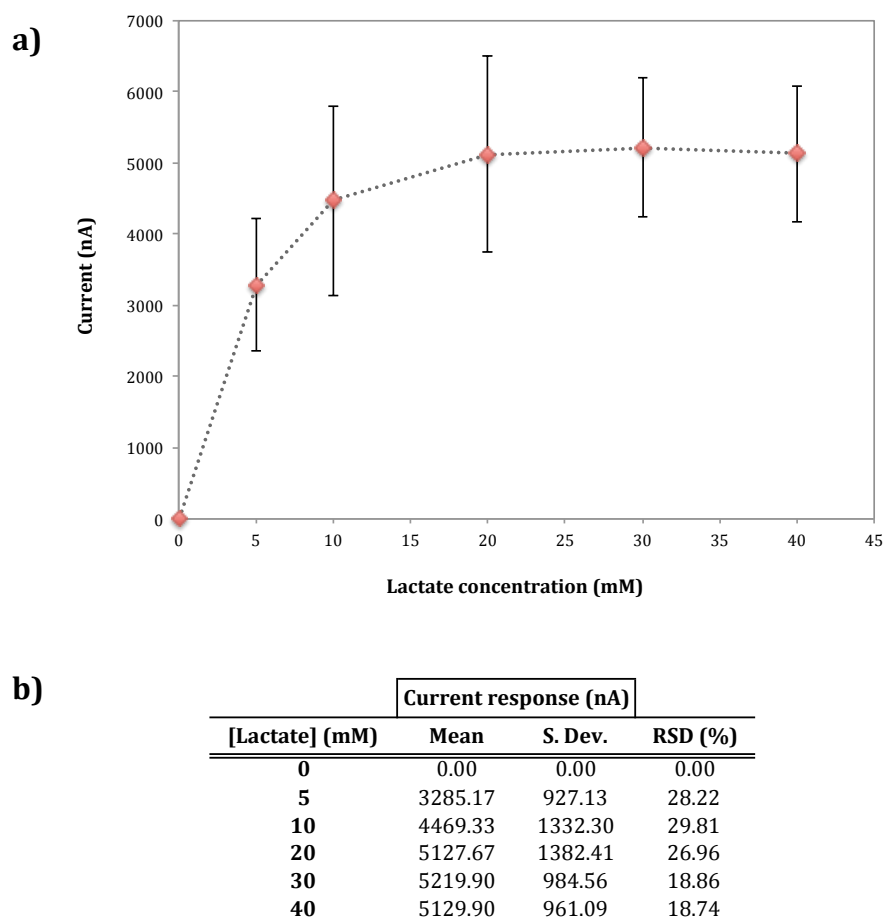 a)
7000
6000
5000
4000
3000
2000
1000
0
Current (nA)
0 5 10 15 20 25 30 35 40 45
Lactate concentration (mM)
b)
Current response (nA)
[Lactate] (mM) Mean S. Dev. RSD (%)
0 0.00 0.00 0.00
5 3285.17 927.13 28.22
10 4469.33 1332.30 29.81
20 5127.67 1382.41 26.96
30 5219.90 984.56 18.86
40 5129.90 961.09 18.74